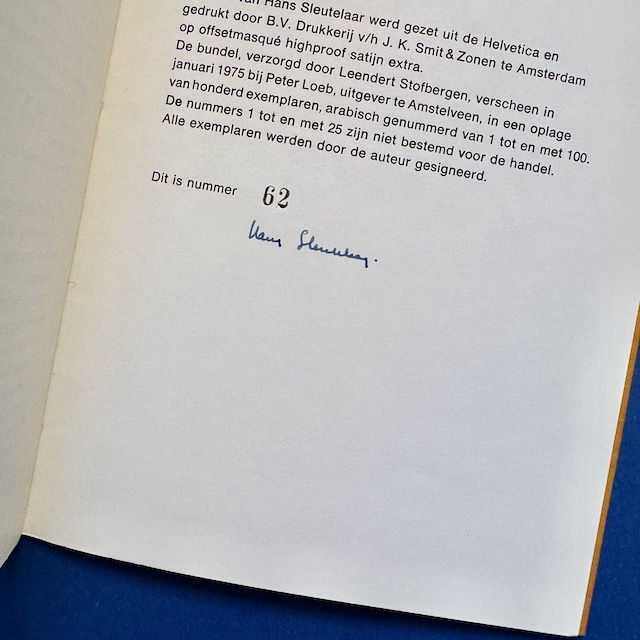 van Hans Sleutelaar werd gezet uit de Helvetica en
gedrukt door B.V. Drukkerij v/h J. K. Smit & Zonen te Amsterdam
op offsetmasqué highproof satijn extra.
De bundel, verzorgd door Leendert Stofbergen, verscheen in
januari 1975 bij Peter Loeb, uitgever te Amstelveen, in een oplage
van honderd exemplaren, arabisch genummerd van 1 tot en met 100.
De nummers 1 tot en met 25 zijn niet bestemd voor de handel.
Alle exemplaren werden door de auteur gesigneerd.
Dit is nummer 62
Hans Sleutelaar.